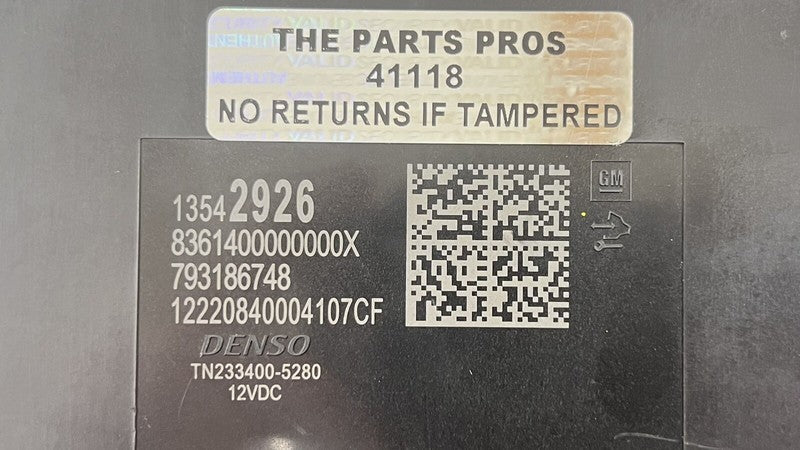 THE PARTS PROS
41118
NO RETURNS IF TAMPERED
13542926
8361400000000X
793186748
12220840004107CF
DENSO
TN233400-5280
12VDC
GM